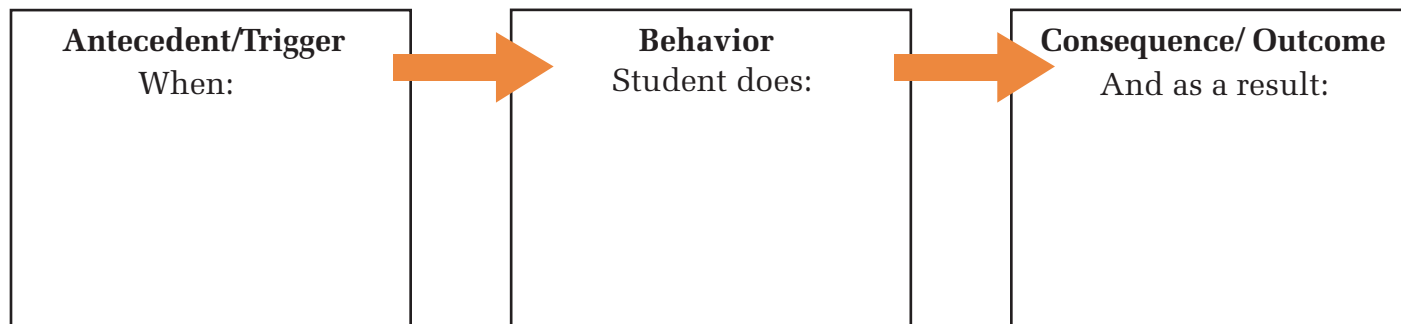 Antecedent/Trigger
When:
Behavior
Student does:
Consequence/ Outcome
And as a result: